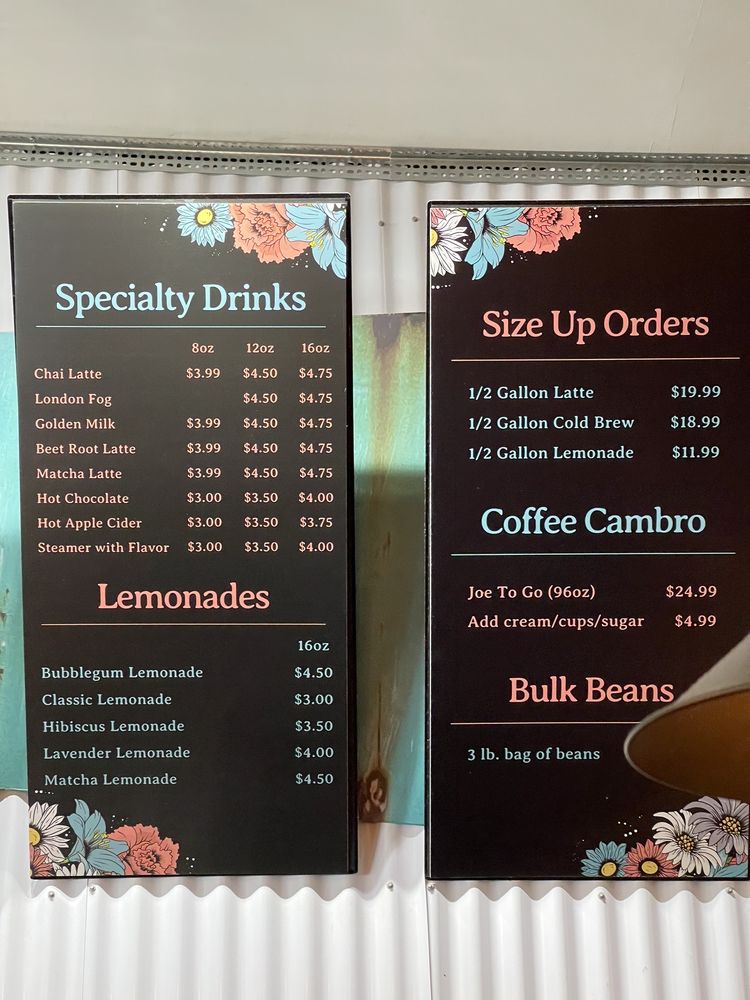 Specialty Drinks
8oz 12oz 16oz
Chai Latte $3.99 $4.50 $4.75
London Fog $4.50 $4.75
Golden Milk $3.99 $4.50 $4.75
Beet Root Latte $3.99 $4.50 $4.75
Matcha Latte $3.99 $4.50 $4.75
Hot Chocolate $3.00 $3.50 $4.00
Hot Apple Cider $3.00 $3.50 $3.75
Steamer with Flavor $3.00 $3.50 $4.00
Lemonades
16oz
Bubblegum Lemonade $4.50
Classic Lemonade $3.00
Hibiscus Lemonade $3.50
Lavender Lemonade $4.00
Matcha Lemonade $4.50
Size Up Orders
1/2 Gallon Latte $19.99
1/2 Gallon Cold Brew $18.99
1/2 Gallon Lemonade $11.99
Coffee Cambro
Joe To Go (96oz) $24.99
Add cream/cups/sugar $4.99
Bulk Beans
3 lb. bag of beans